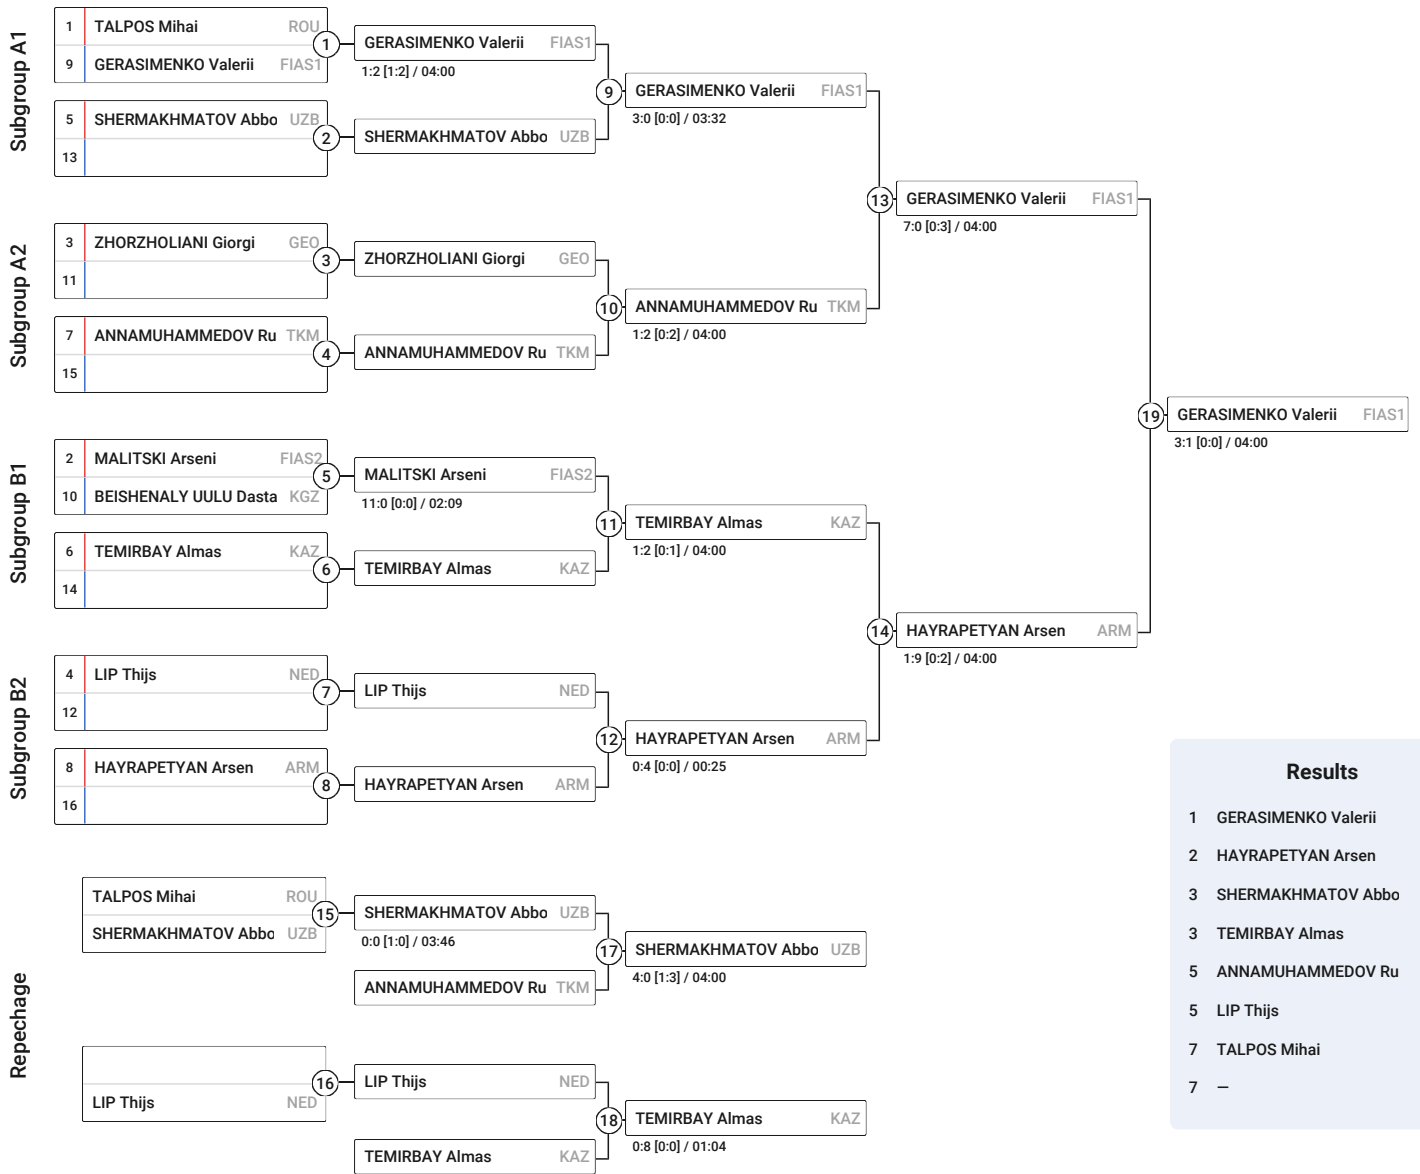 Subgroup A1
1 TALPOS Mihai ROU
9 GERASIMENKO Valerii FIAS1
1
GERASIMENKO Valerii FIAS1
1:2 [1:2] / 04:00
5 SHERMAKHMATOV Abbo UZB
13
2
SHERMAKHMATOV Abbo UZB
9
GERASIMENKO Valerii FIAS1
3:0 [0:0] / 03:32
Subgroup A2
3 ZHORZHOLIANI Giorgi GEO
11
3
ZHORZHOLIANI Giorgi GEO
7 ANNAMUHAMMEDOV Ru TKM
15
4
ANNAMUHAMMEDOV Ru TKM
10
ANNAMUHAMMEDOV Ru TKM
1:2 [0:2] / 04:00
13
GERASIMENKO Valerii FIAS1
7:0 [0:3] / 04:00
Subgroup B1
2 MALITSKI Arseni FIAS2
10 BEISHENALY UULU Dasta KGZ
5
MALITSKI Arseni FIAS2
11:0 [0:0] / 02:09
6 TEMIRBAY Almas KAZ
14
6
TEMIRBAY Almas KAZ
11
TEMIRBAY Almas KAZ
1:2 [0:1] / 04:00
Subgroup B2
4 LIP Thijs NED
12
7
LIP Thijs NED
8 HAYRAPETYAN Arsen ARM
16
8
HAYRAPETYAN Arsen ARM
12
HAYRAPETYAN Arsen ARM
0:4 [0:0] / 00:25
14
HAYRAPETYAN Arsen ARM
1:9 [0:2] / 04:00
19
GERASIMENKO Valerii FIAS1
3:1 [0:0] / 04:00
Repechage
TALPOS Mihai ROU
SHERMAKHMATOV Abbo UZB
15
SHERMAKHMATOV Abbo UZB
0:0 [1:0] / 03:46
ANNAMUHAMMEDOV Ru TKM
17
SHERMAKHMATOV Abbo UZB
4:0 [1:3] / 04:00
LIP Thijs NED
16
LIP Thijs NED
TEMIRBAY Almas KAZ
18
TEMIRBAY Almas KAZ
0:8 [0:0] / 01:04
Results
1 GERASIMENKO Valerii
2 HAYRAPETYAN Arsen
3 SHERMAKHMATOV Abbo
3 TEMIRBAY Almas
5 ANNAMUHAMMEDOV Ru
5 LIP Thijs
7 TALPOS Mihai
7 —